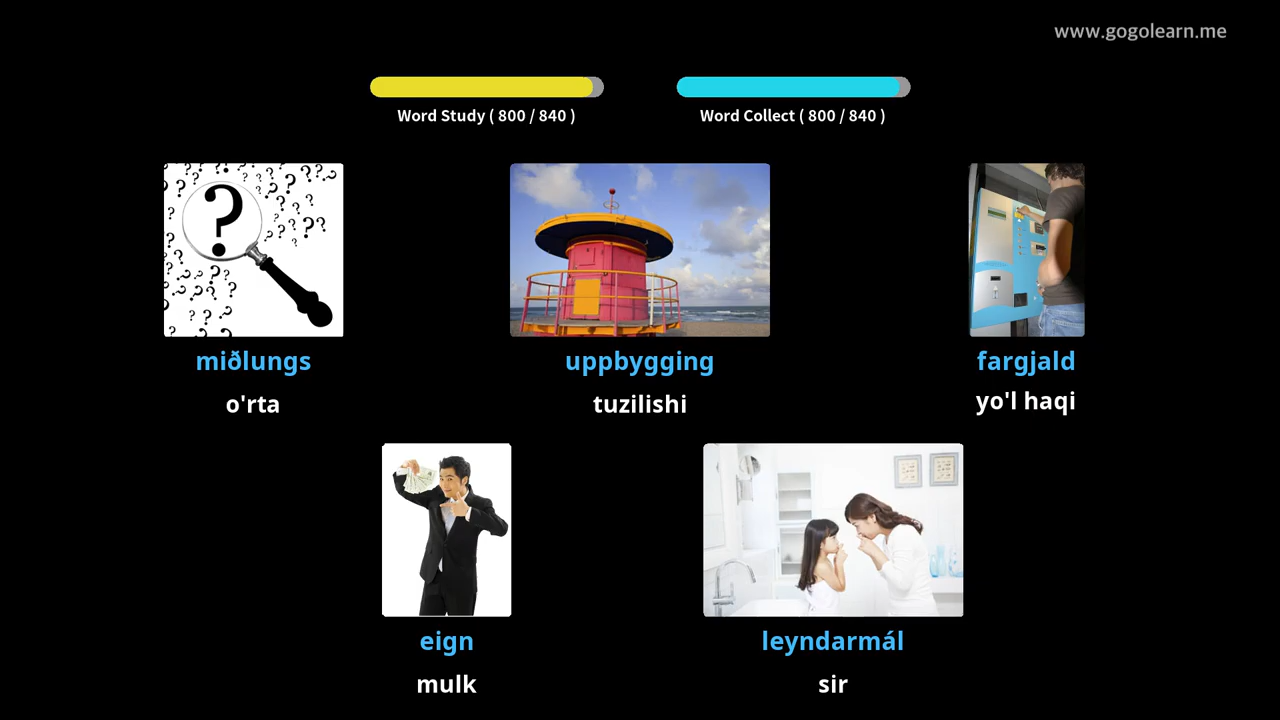 www.gogolearn.me
Word Study ( 800 / 840 )
Word Collect ( 800 / 840 )
miðlungs
uppbygging
fargjald
o'rta
tuzilishi
yo'l haqi
eign
leyndarmál
mulk
sir